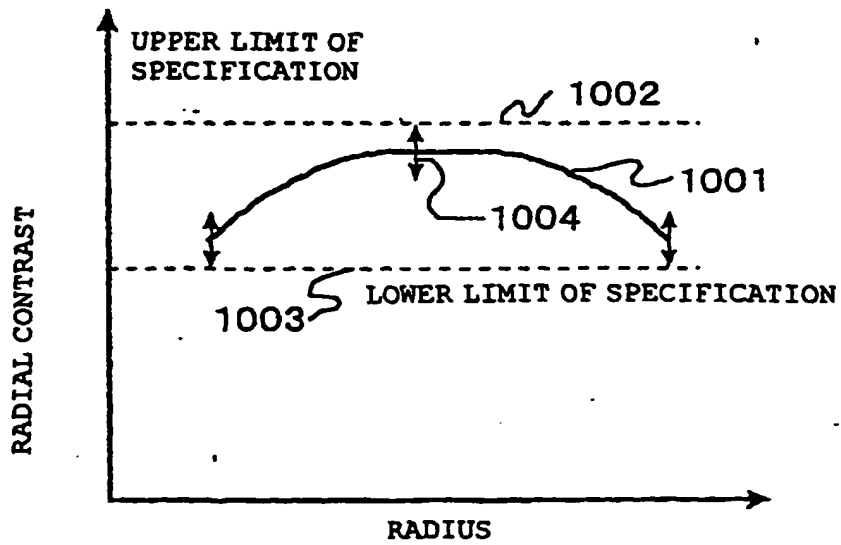 UPPER LIMIT OF
SPECIFICATION
1002
1001
1004
1003
LOWER LIMIT OF SPECIFICATION
RADIAL CONTRAST
RADIUS